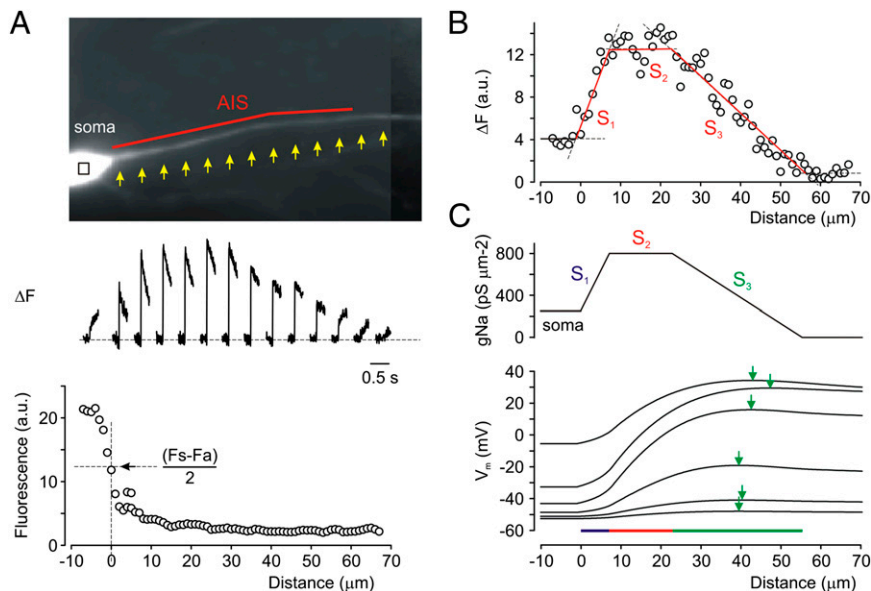 A
AIS
soma
ΔF
0.5 s
Fluorescence (a.u.)
30
20
10
0
(Fs-Fa)
2
-10 0 10 20 30 40 50 60 70
Distance (μm)
B
ΔF (a.u.)
12
8
4
0
S1
S2
S3
-10 0 10 20 30 40 50 60 70
Distance (μm)
C
gNa (pS μm-2)
800
400
0
S1
S2
S3
soma
Vm (mV)
40
20
0
-20
-40
-60
-10 0 10 20 30 40 50 60 70
Distance (μm)